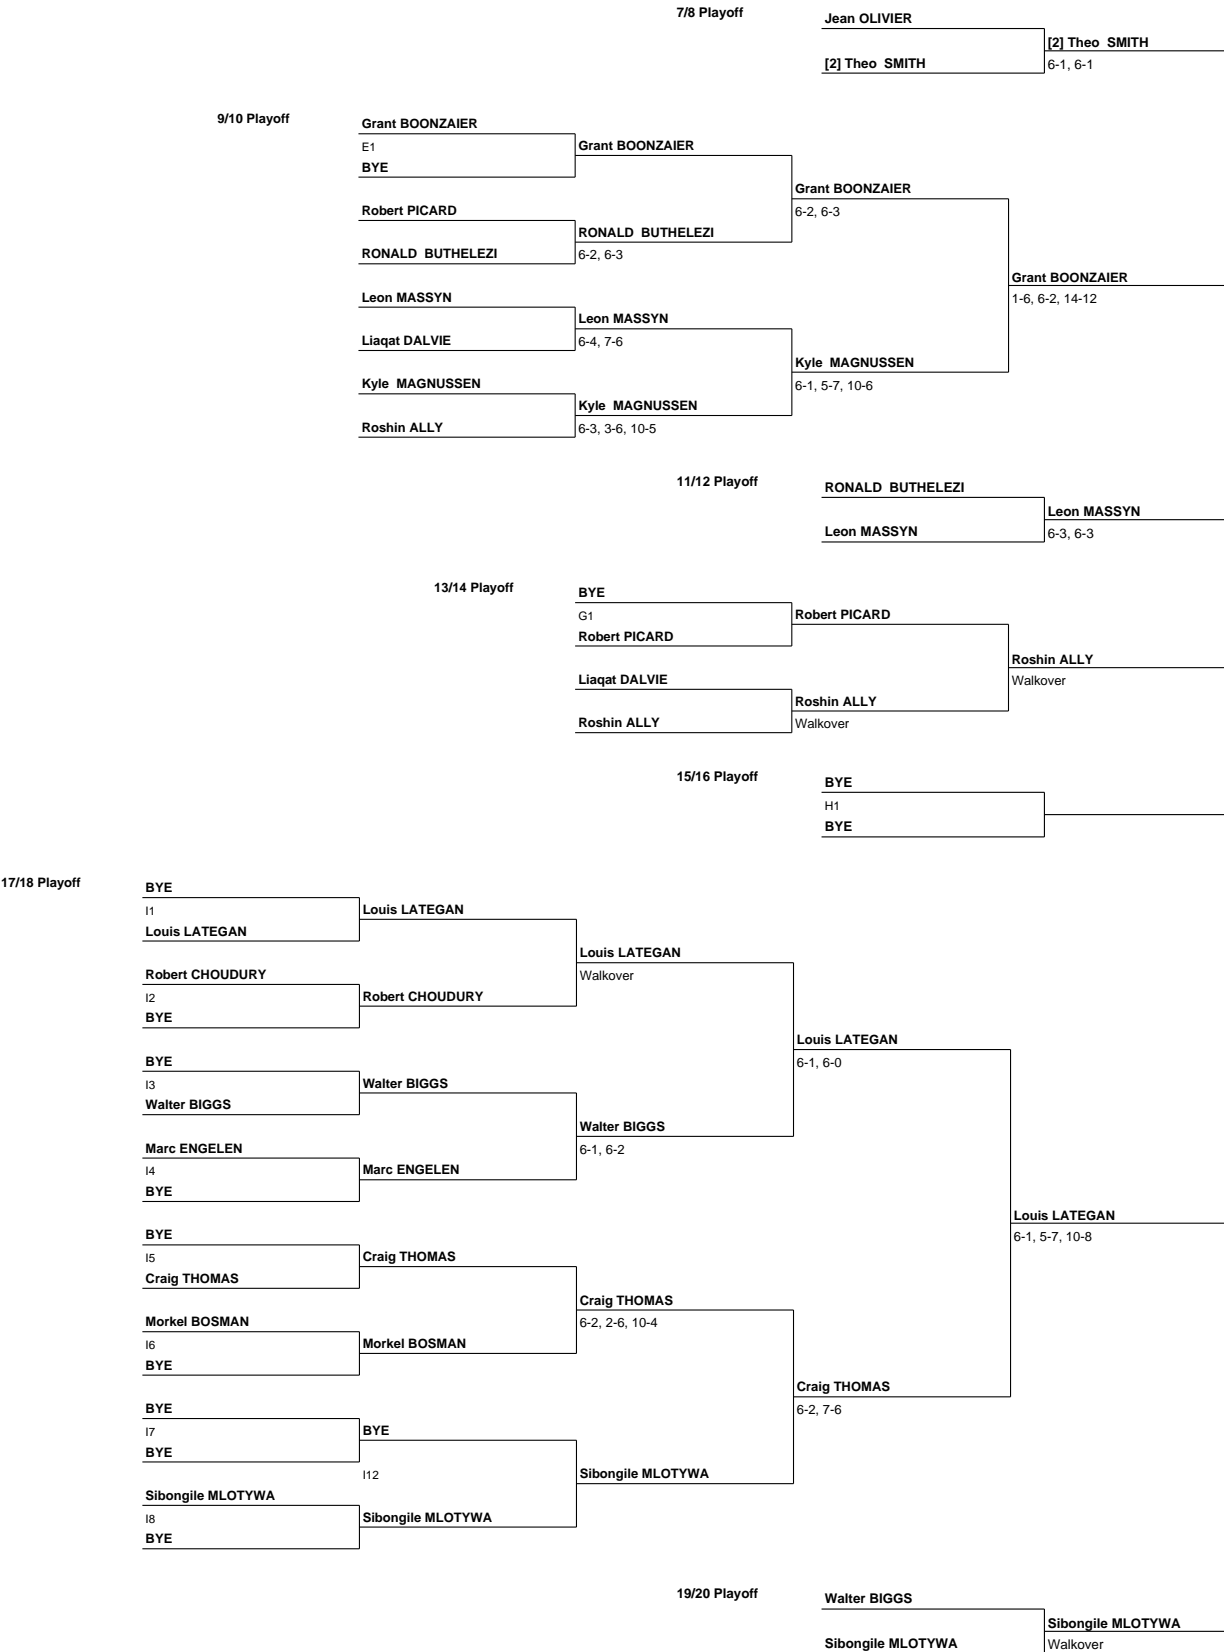 7/8 Playoff
Jean OLIVIER
[2] Theo  SMITH
[2] Theo  SMITH
6-1, 6-1
9/10 Playoff
Grant BOONZAIER
E1
Grant BOONZAIER
BYE
Grant BOONZAIER
Robert PICARD
6-2, 6-3
RONALD  BUTHELEZI
RONALD  BUTHELEZI
6-2, 6-3
Grant BOONZAIER
Leon MASSYN
1-6, 6-2, 14-12
Leon MASSYN
Liaqat DALVIE
6-4, 7-6
Kyle  MAGNUSSEN
Kyle  MAGNUSSEN
6-1, 5-7, 10-6
Kyle  MAGNUSSEN
Roshin ALLY
6-3, 3-6, 10-5
11/12 Playoff
RONALD  BUTHELEZI
Leon MASSYN
Leon MASSYN
6-3, 6-3
13/14 Playoff
BYE
G1
Robert PICARD
Robert PICARD
Roshin ALLY
Liaqat DALVIE
Walkover
Roshin ALLY
Roshin ALLY
Walkover
15/16 Playoff
BYE
H1
BYE
17/18 Playoff
BYE
I1
Louis LATEGAN
Louis LATEGAN
Louis LATEGAN
Robert CHOUDURY
Walkover
I2
Robert CHOUDURY
BYE
Louis LATEGAN
BYE
6-1, 6-0
I3
Walter BIGGS
Walter BIGGS
Walter BIGGS
Marc ENGELEN
6-1, 6-2
I4
Marc ENGELEN
BYE
Louis LATEGAN
BYE
6-1, 5-7, 10-8
I5
Craig THOMAS
Craig THOMAS
Craig THOMAS
Morkel BOSMAN
6-2, 2-6, 10-4
I6
Morkel BOSMAN
BYE
Craig THOMAS
BYE
6-2, 7-6
I7
BYE
BYE
I12
Sibongile MLOTYWA
Sibongile MLOTYWA
I8
Sibongile MLOTYWA
BYE
19/20 Playoff
Walter BIGGS
Sibongile MLOTYWA
Sibongile MLOTYWA
Walkover